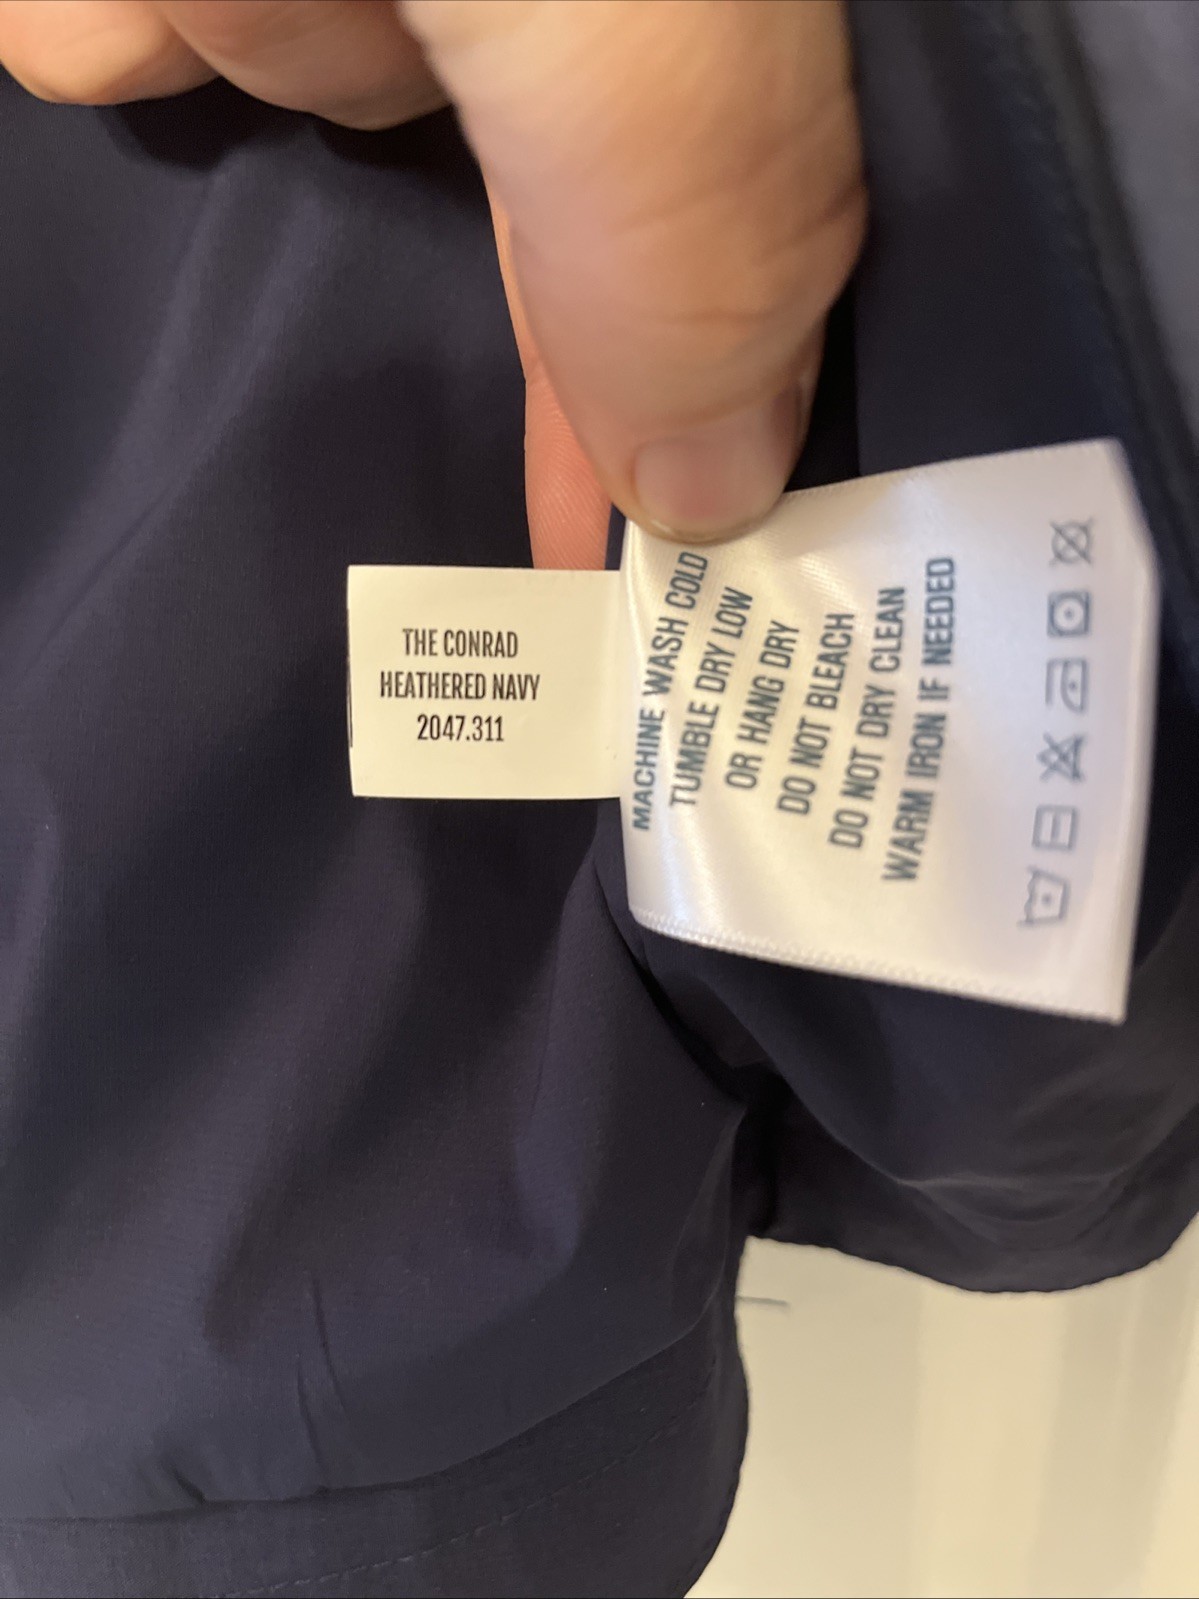 THE CONRAD
HEATHERED NAVY
2047.311
MACHINE WASH COLD
TUMBLE DRY LOW
OR HANG DRY
DO NOT BLEACH
DO NOT DRY CLEAN
WARM IRON IF NEEDED